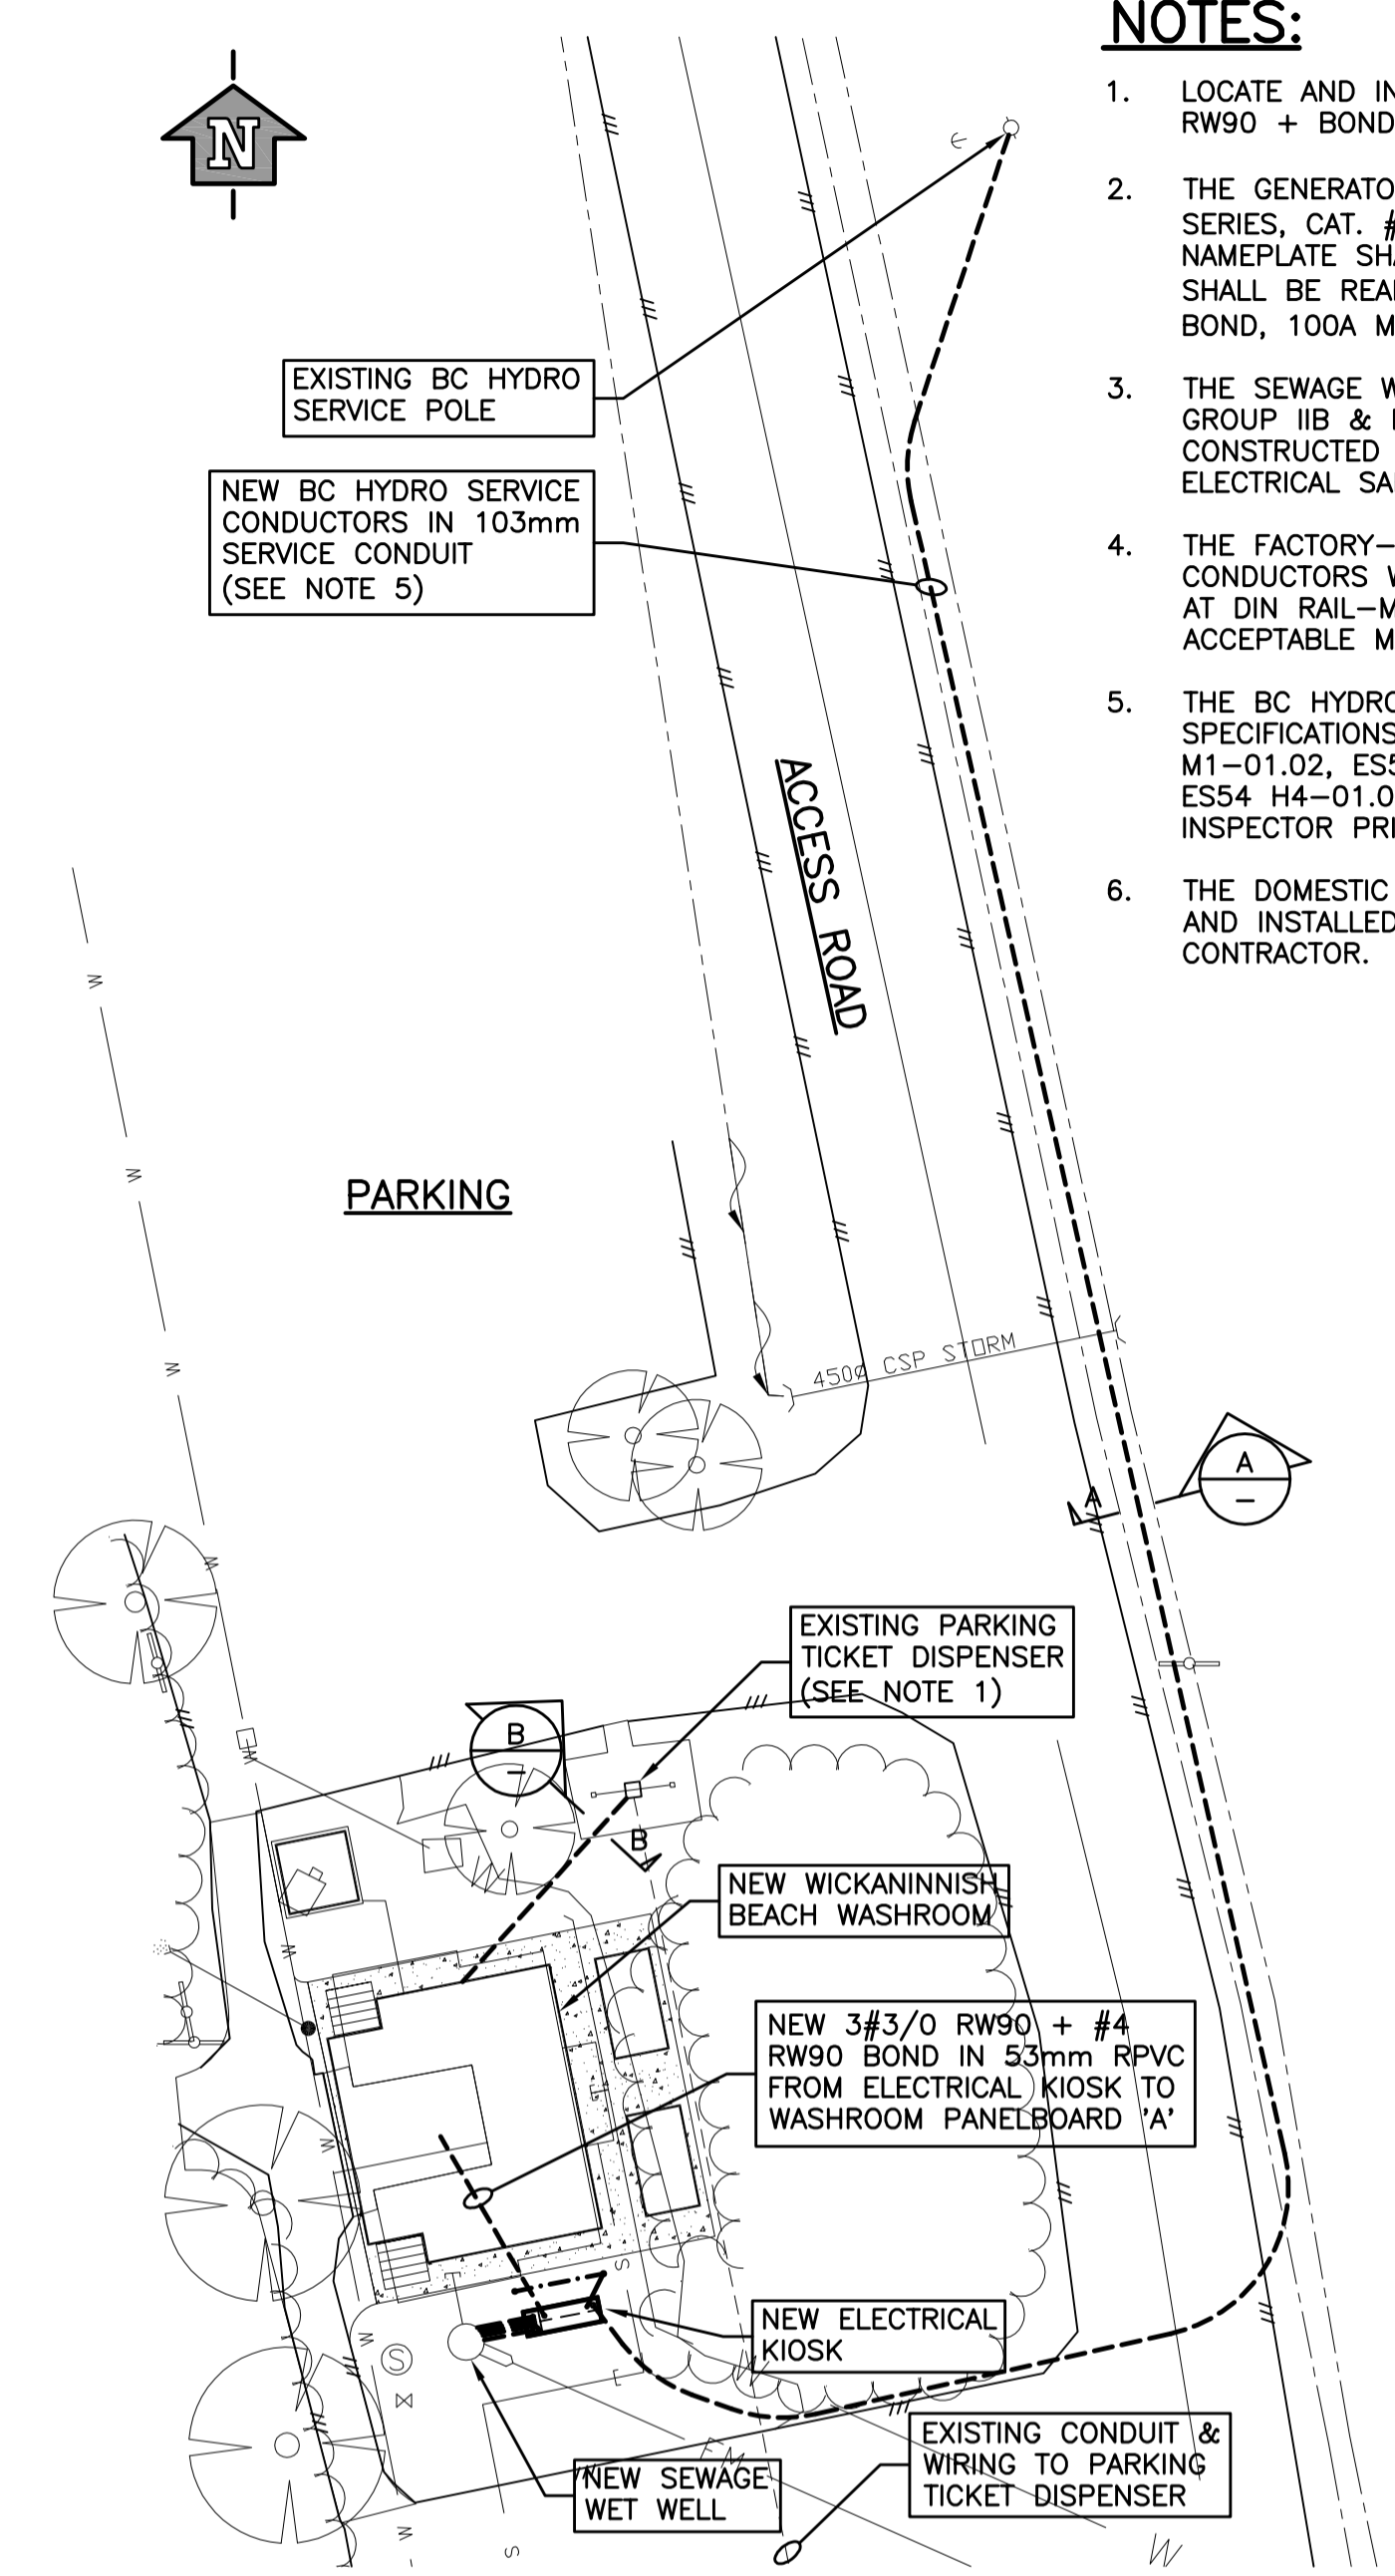 NOTES:
N
1. LOCATE AND IN
RW90 + BOND
2. THE GENERATO
SERIES, CAT. #
NAMEPLATE SHA
SHALL BE REA
BOND, 100A M
3. THE SEWAGE W
GROUP IIB &
CONSTRUCTED
ELECTRICAL SA
4. THE FACTORY-
CONDUCTORS W
AT DIN RAIL-M
ACCEPTABLE M
5. THE BC HYDRO
SPECIFICATIONS
M1-01.02, ES5
ES54 H4-01.0
INSPECTOR PRI
6. THE DOMESTIC
AND INSTALLED
CONTRACTOR.
EXISTING BC HYDRO
SERVICE POLE
NEW BC HYDRO SERVICE
CONDUCTORS IN 103mm
SERVICE CONDUIT
(SEE NOTE 5)
ACCESS ROAD
PARKING
450Ø CSP STORM
A
A
EXISTING PARKING
TICKET DISPENSER
(SEE NOTE 1)
B
B
NEW WICKANINNISH
BEACH WASHROOM
NEW 3#3/0 RW90 + #4
RW90 BOND IN 53mm RPVC
FROM ELECTRICAL KIOSK TO
WASHROOM PANELBOARD 'A'
NEW ELECTRICAL
KIOSK
S
EXISTING CONDUIT &
WIRING TO PARKING
TICKET DISPENSER
FM
NEW SEWAGE
WET WELL
W
S